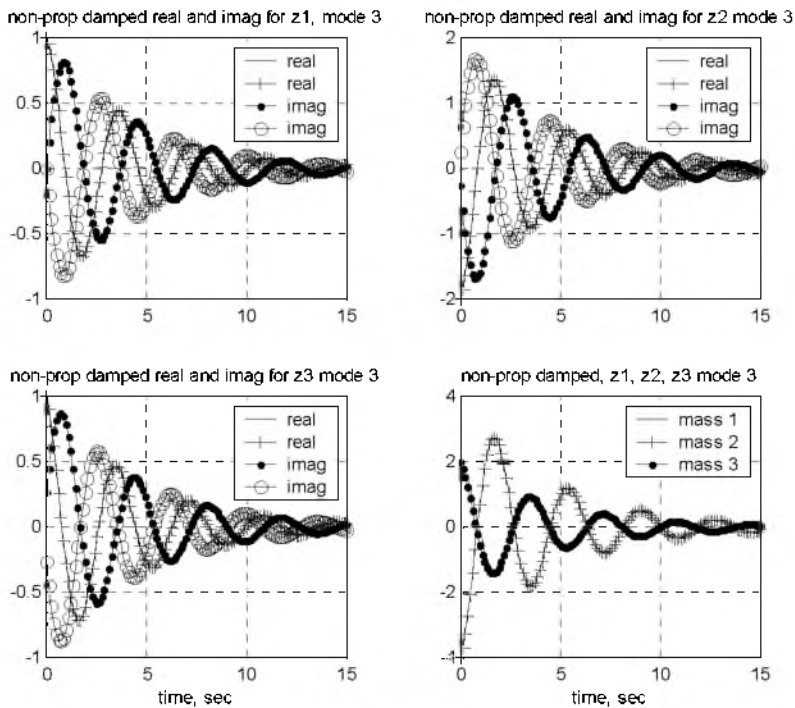 non-prop damped real and imag for z1, mode 3
1
0.5
0
-0.5
-1
0
5
10
15
real
real
imag
imag
non-prop damped real and imag for z2 mode 3
2
1
0
-1
-2
0
5
10
15
real
real
imag
imag
non-prop damped real and imag for z3 mode 3
1
0.5
0
-0.5
-1
0
5
10
15
time, sec
real
real
imag
imag
non-prop damped, z1, z2, z3 mode 3
4
2
0
-2
-4
0
5
10
15
time, sec
mass 1
mass 2
mass 3